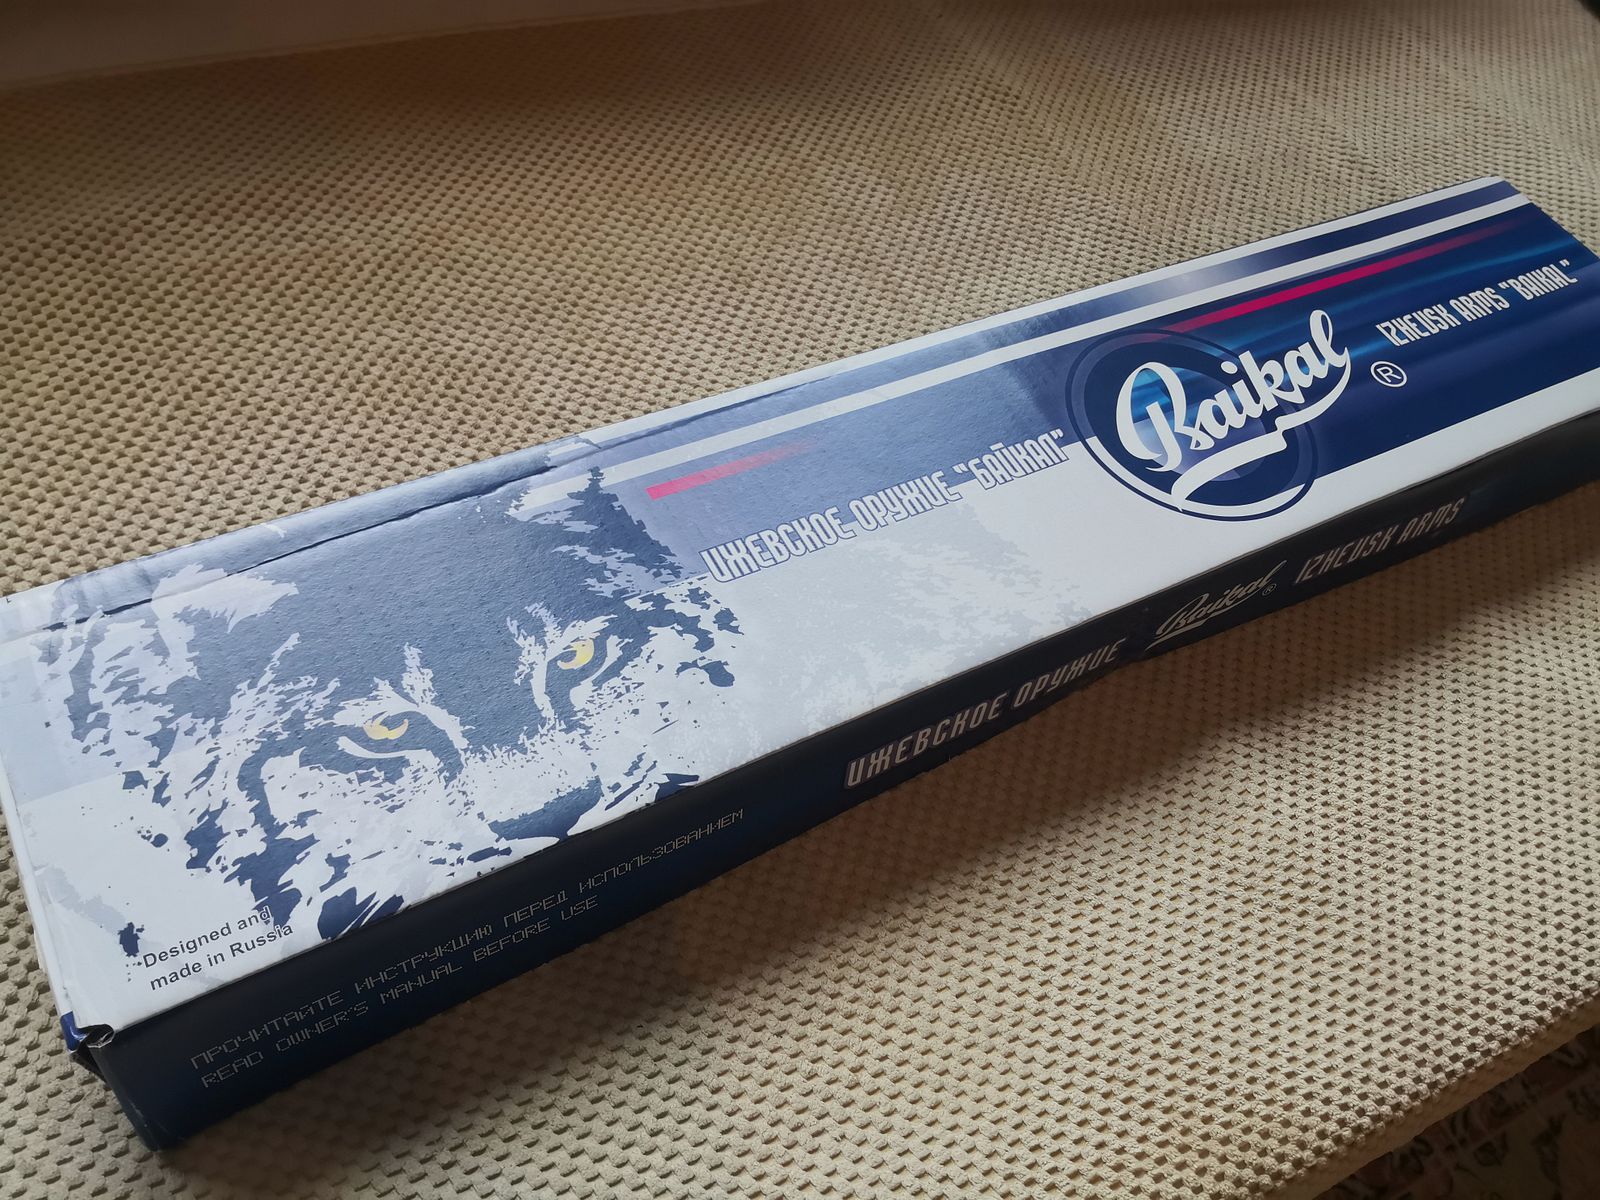 ИЖЕВСКОЕ ОРУЖИЕ "БАЙКАЛ"
Baikal ®
IZHEVSK ARMS "BAIKAL"
Designed and
made in Russia
ИЖЕВСКОЕ ОРУЖИЕ Baikal ® IZHEVSK ARMS
ПРОЧИТАЙТЕ ИНСТРУКЦИЮ ПЕРЕД ИСПОЛЬЗОВАНИЕМ
READ OWNER'S MANUAL BEFORE USE